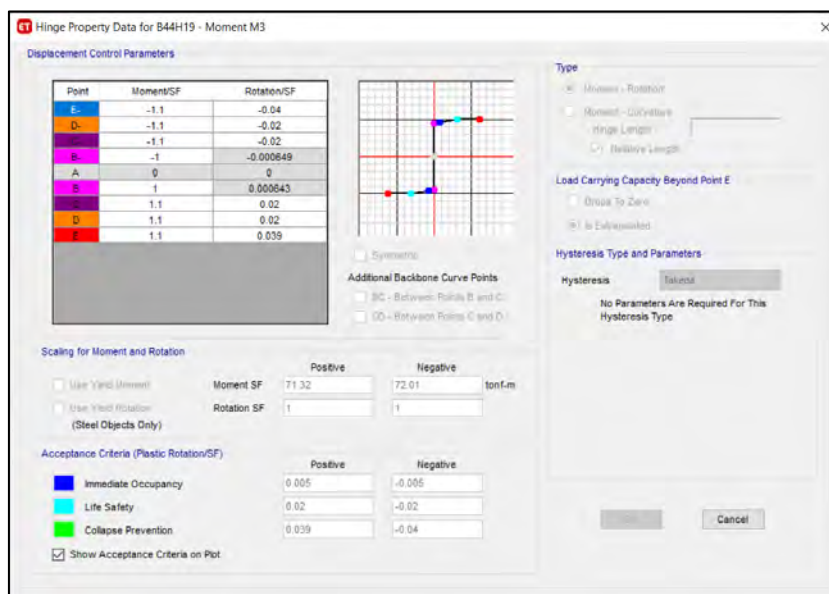 ET Hinge Property Data for B44H19 - Moment M3
Displacement Control Parameters
Point Moment/SF Rotation/SF
E- -1.1 -0.04
D- -1.1 -0.02
C- -1.1 -0.02
B- -1 -0.000649
A 0 0
B 1 0.000643
C 1.1 0.02
D 1.1 0.02
E 1.1 0.039
Symmetric
Additional Backbone Curve Points
BC - Between Points B and C
CD - Between Points C and D
Type
Moment - Rotation
Moment - Curvature
Hinge Length
Relative Length
Load Carrying Capacity Beyond Point E
Drops To Zero
Is Extrapolated
Hysteresis Type and Parameters
Hysteresis Takeda
No Parameters Are Required For This
Hysteresis Type
Scaling for Moment and Rotation
Positive Negative
Use Yield Moment Moment SF 71.32 72.01 tonf-m
Use Yield Rotation Rotation SF 1 1
(Steel Objects Only)
Acceptance Criteria (Plastic Rotation/SF)
Positive Negative
Immediate Occupancy 0.005 -0.005
Life Safety 0.02 -0.02
Collapse Prevention 0.039 -0.04
Show Acceptance Criteria on Plot
Cancel